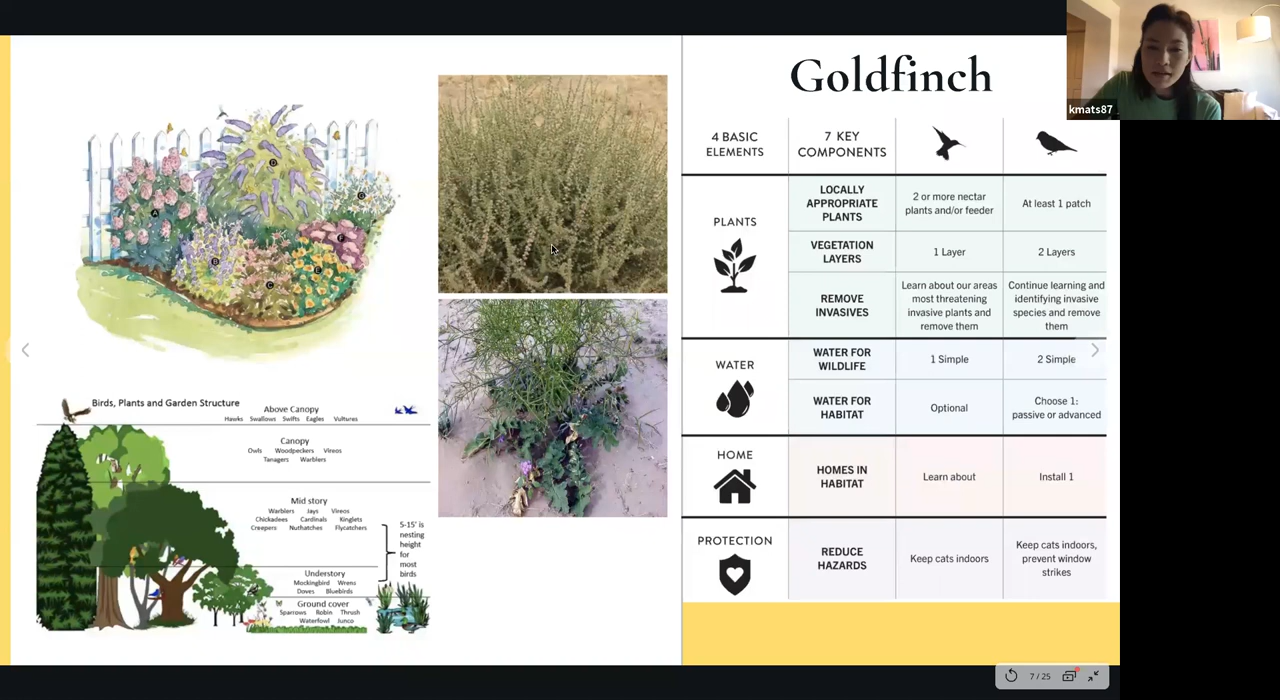 kmats87
A
B
C
D
E
F
G
Birds, Plants and Garden Structure
Above Canopy
Hawks Swallows Swifts Eagles Vultures
Canopy
Owls Woodpeckers Vireos
Tanagers Warblers
Mid story
Warblers Jays Vireos
Chickadees Cardinals Kinglets
Creepers Nuthatches Flycatchers
5-15' is
nesting
height
for
most
birds
Understory
Mockingbird Wrens
Doves Bluebirds
Ground cover
Sparrows Robin Thrush
Waterfowl Junco
Goldfinch
4 BASIC
ELEMENTS
7 KEY
COMPONENTS
PLANTS
LOCALLY
APPROPRIATE
PLANTS
2 or more nectar
plants and/or feeder
At least 1 patch
VEGETATION
LAYERS
1 Layer
2 Layers
REMOVE
INVASIVES
Learn about our areas
most threatening
invasive plants and
remove them
Continue learning and
identifying invasive
species and remove
them
WATER
WATER FOR
WILDLIFE
1 Simple
2 Simple
WATER FOR
HABITAT
Optional
Choose 1:
passive or advanced
HOME
HOMES IN
HABITAT
Learn about
Install 1
PROTECTION
REDUCE
HAZARDS
Keep cats indoors
Keep cats indoors,
prevent window
strikes
7 / 25